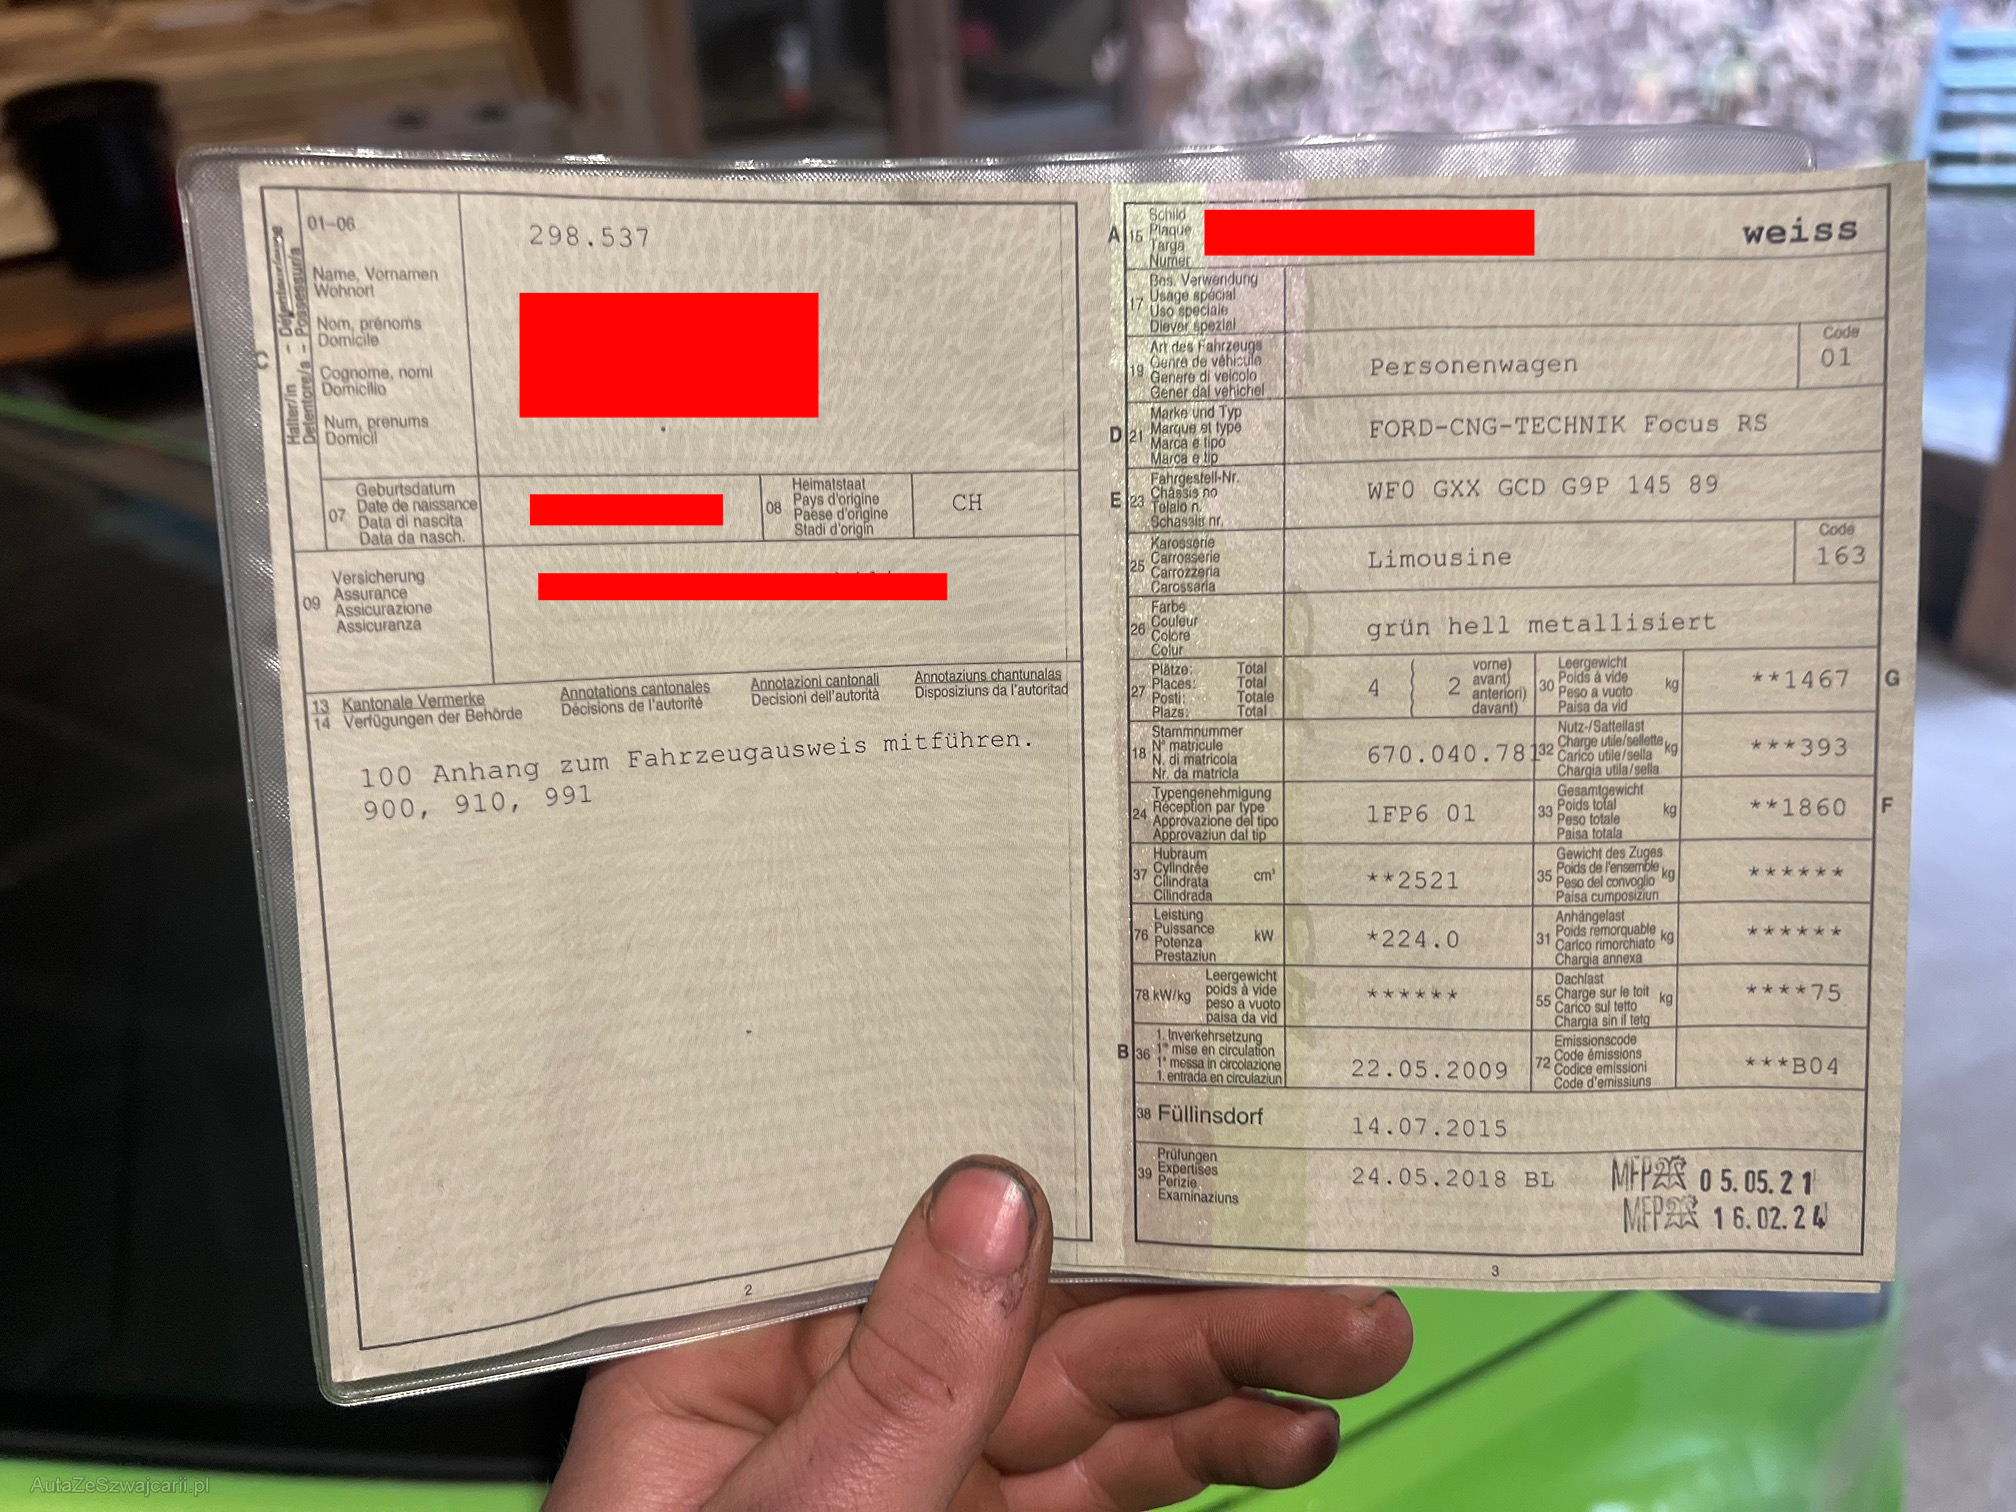 C
Halter/in - Détenteur/trice
Detentore/a - Possessur/a
01–06
298.537
Name, Vornamen
Wohnort
Nom, prénoms
Domicile
Cognome, nomi
Domicilio
Num, prenums
Domicil
07
Geburtsdatum
Date de naissance
Data di nascita
Data da nasch.
08
Heimatstaat
Pays d'origine
Paese d'origine
Stadi d'origin
CH
09
Versicherung
Assurance
Assicurazione
Assicuranza
13 Kantonale Vermerke Annotations cantonales Annotazioni cantonali Annotaziuns chantunalas
14 Verfügungen der Behörde Décisions de l'autorité Decisioni dell'autorità Disposiziuns da l'autoritad
100 Anhang zum Fahrzeugausweis mitführen.
900, 910, 991
2
A 15
Schild
Plaque
Targa
Numer
weiss
17
Bes. Verwendung
Usage spécial
Uso speciale
Diever spezial
19
Art des Fahrzeugs
Genre de véhicule
Genere di veicolo
Gener dal vehichel
Personenwagen
Code
01
D 21
Marke und Typ
Marque et type
Marca e tipo
Marca e tip
FORD-CNG-TECHNIK Focus RS
E 23
Fahrgestell-Nr.
Châssis no
Telaio n.
Schassis nr.
WF0 GXX GCD G9P 145 89
25
Karosserie
Carrosserie
Carrozzeria
Carossaria
Limousine
Code
163
26
Farbe
Couleur
Colore
Colur
grün hell metallisiert
27
Plätze: Total
Places: Total
Posti: Totale
Plazs: Total
4
2
vorne)
avant)
anteriori)
davant)
30
Leergewicht
Poids à vide
Peso a vuoto
Paisa da vid
kg
**1467
G
18
Stammnummer
N° matricule
N. di matricola
Nr. da matricla
670.040.781
32
Nutz-/Sattellast
Charge utile/sellette
Carico utile/sella
Chargia utila/sella
kg
***393
24
Typengenehmigung
Réception par type
Approvazione del tipo
Approvaziun dal tip
1FP6 01
33
Gesamtgewicht
Poids total
Peso totale
Paisa totala
kg
**1860
F
37
Hubraum
Cylindrée
Cilindrata
Cilindrada
cm³
**2521
35
Gewicht des Zuges
Poids de l'ensemble
Peso del convoglio
Paisa cumposiziun
kg
******
76
Leistung
Puissance
Potenza
Prestaziun
kW
*224.0
31
Anhängelast
Poids remorquable
Carico rimorchiato
Chargia annexa
kg
******
78 kW/kg
Leergewicht
poids à vide
peso a vuoto
paisa da vid
******
55
Dachlast
Charge sur le toit
Carico sul tetto
Chargia sin il tetg
kg
****75
B 36
1. Inverkehrsetzung
1ᵉ mise en circulation
1ᵃ messa in circolazione
1. entrada en circulaziun
22.05.2009
72
Emissionscode
Code émissions
Codice emissioni
Code d'emissiuns
***B04
38 Füllinsdorf
14.07.2015
39
Prüfungen
Expertises
Perizie
Examinaziuns
24.05.2018 BL
MFP 05.05.21
MFP 16.02.24
3
AutaZeSzwajcarii.pl